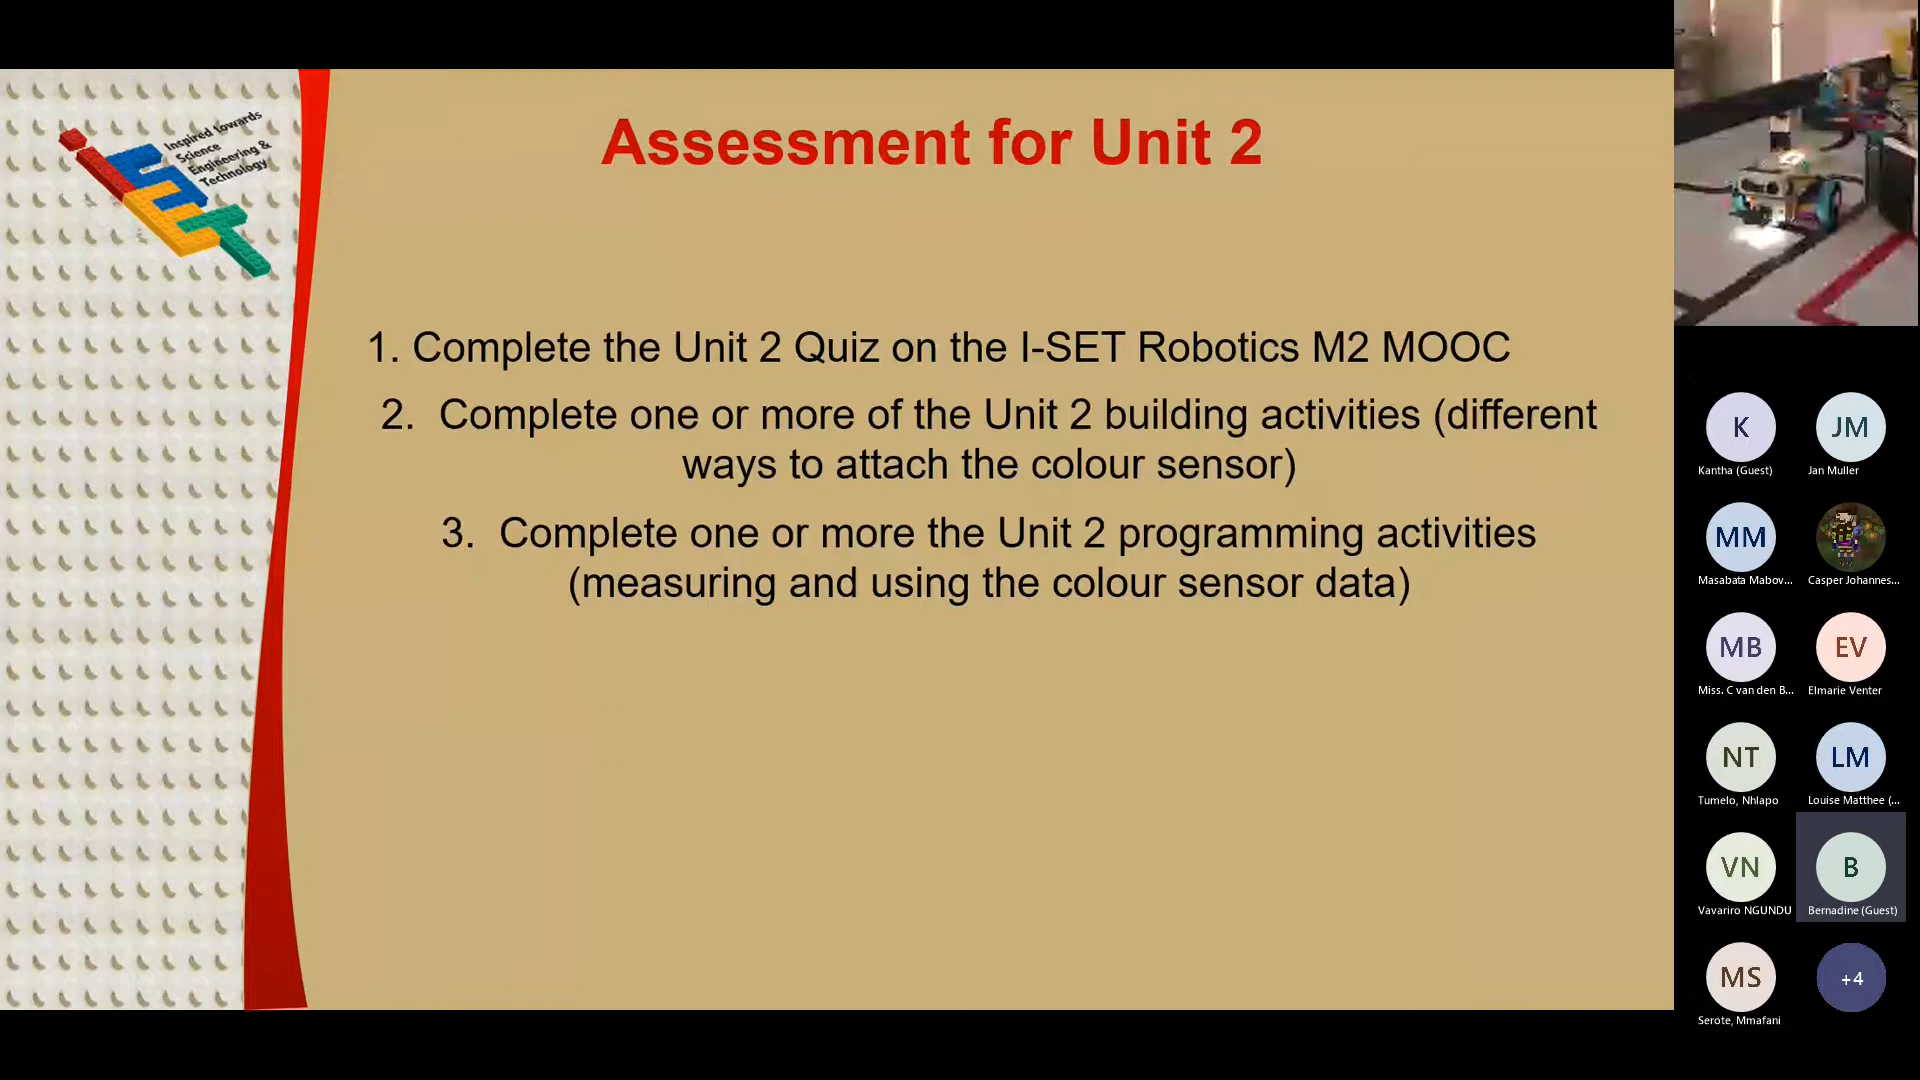 Inspired towards
Science
Engineering &
Technology
iSET
Assessment for Unit 2
1. Complete the Unit 2 Quiz on the I-SET Robotics M2 MOOC
2. Complete one or more of the Unit 2 building activities (different
ways to attach the colour sensor)
3. Complete one or more the Unit 2 programming activities
(measuring and using the colour sensor data)
K
JM
Kantha (Guest)
Jan Muller
MM
Masabata Mabov...
Casper Johannes...
MB
EV
Miss. C van den B...
Elmarie Venter
NT
LM
Tumelo, Nhlapo
Louise Matthee (...
VN
B
Vavariro NGUNDU
Bernadine (Guest)
MS
+4
Serote, Mmafani